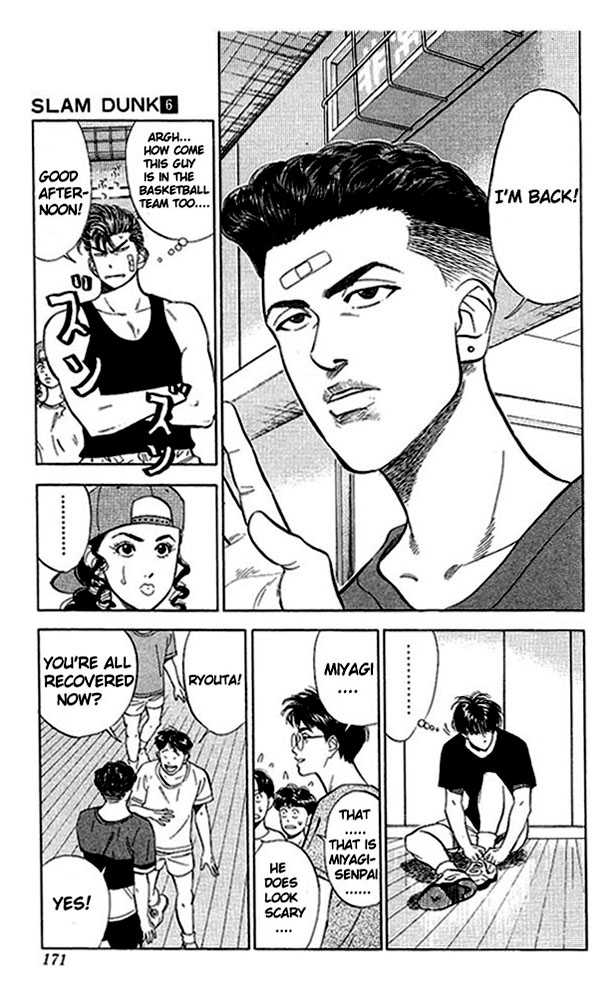 SLAM DUNK 6
I'M BACK!
ARGH...
HOW COME
THIS GUY
IS IN THE
BASKETBALL
TEAM TOO....
GOOD
AFTER-
NOON!
ズンズン
........
........
MIYAGI
....
THAT
.....
THAT IS
MIYAGI-
SENPAI
......
HE
DOES
LOOK
SCARY
....
RYOUTA!
YOU'RE ALL
RECOVERED
NOW?
YES!
171